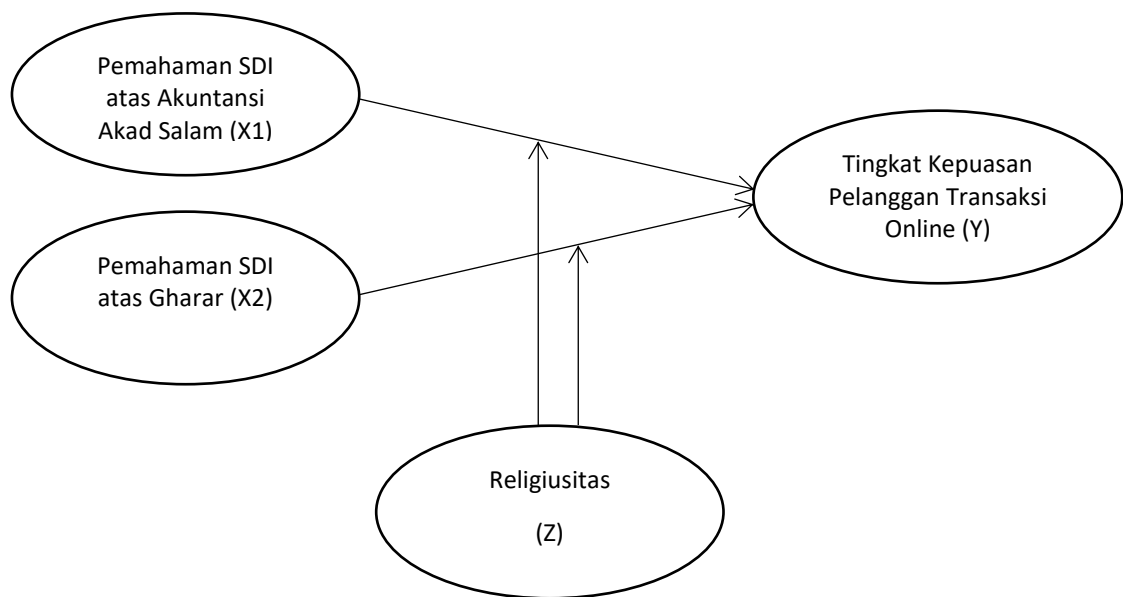 Pemahaman SDI
atas Akuntansi
Akad Salam (X1)
Tingkat Kepuasan
Pelanggan Transaksi
Online (Y)
Pemahaman SDI
atas Gharar (X2)
Religiusitas
(Z)